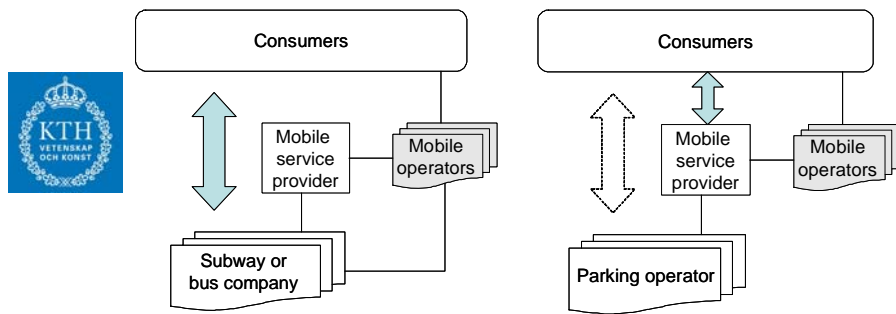 Consumers
Consumers
KTH
VETENSKAP
OCH KONST
Mobile
service
provider
Mobile
operators
Mobile
service
provider
Mobile
operators
Subway or
bus company
Parking operator